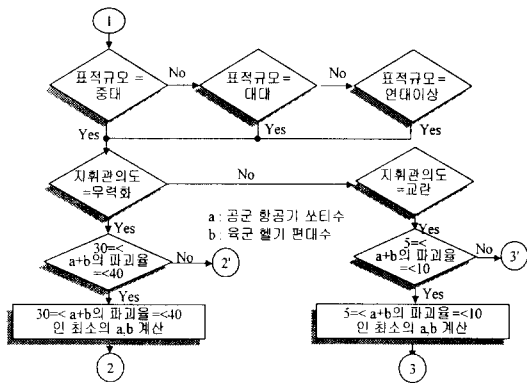 1
표적규모 =
중대
No
표적규모=
대대
No
표적규모=
연대이상
Yes
Yes
Yes
지휘관의도
=무력화
No
지휘관의도
=교란
Yes
a : 공군 항공기 쏘티수
b : 육군 헬기 편대수
Yes
30=<
a+b의 파괴율
=<40
No
2'
5=<
a+b의 파괴율
=<10
No
3'
Yes
Yes
30=< a+b의 파괴율 =<40
인 최소의 a,b 계산
5=< a+b의 파괴율 =<10
인 최소의 a,b 계산
2
3